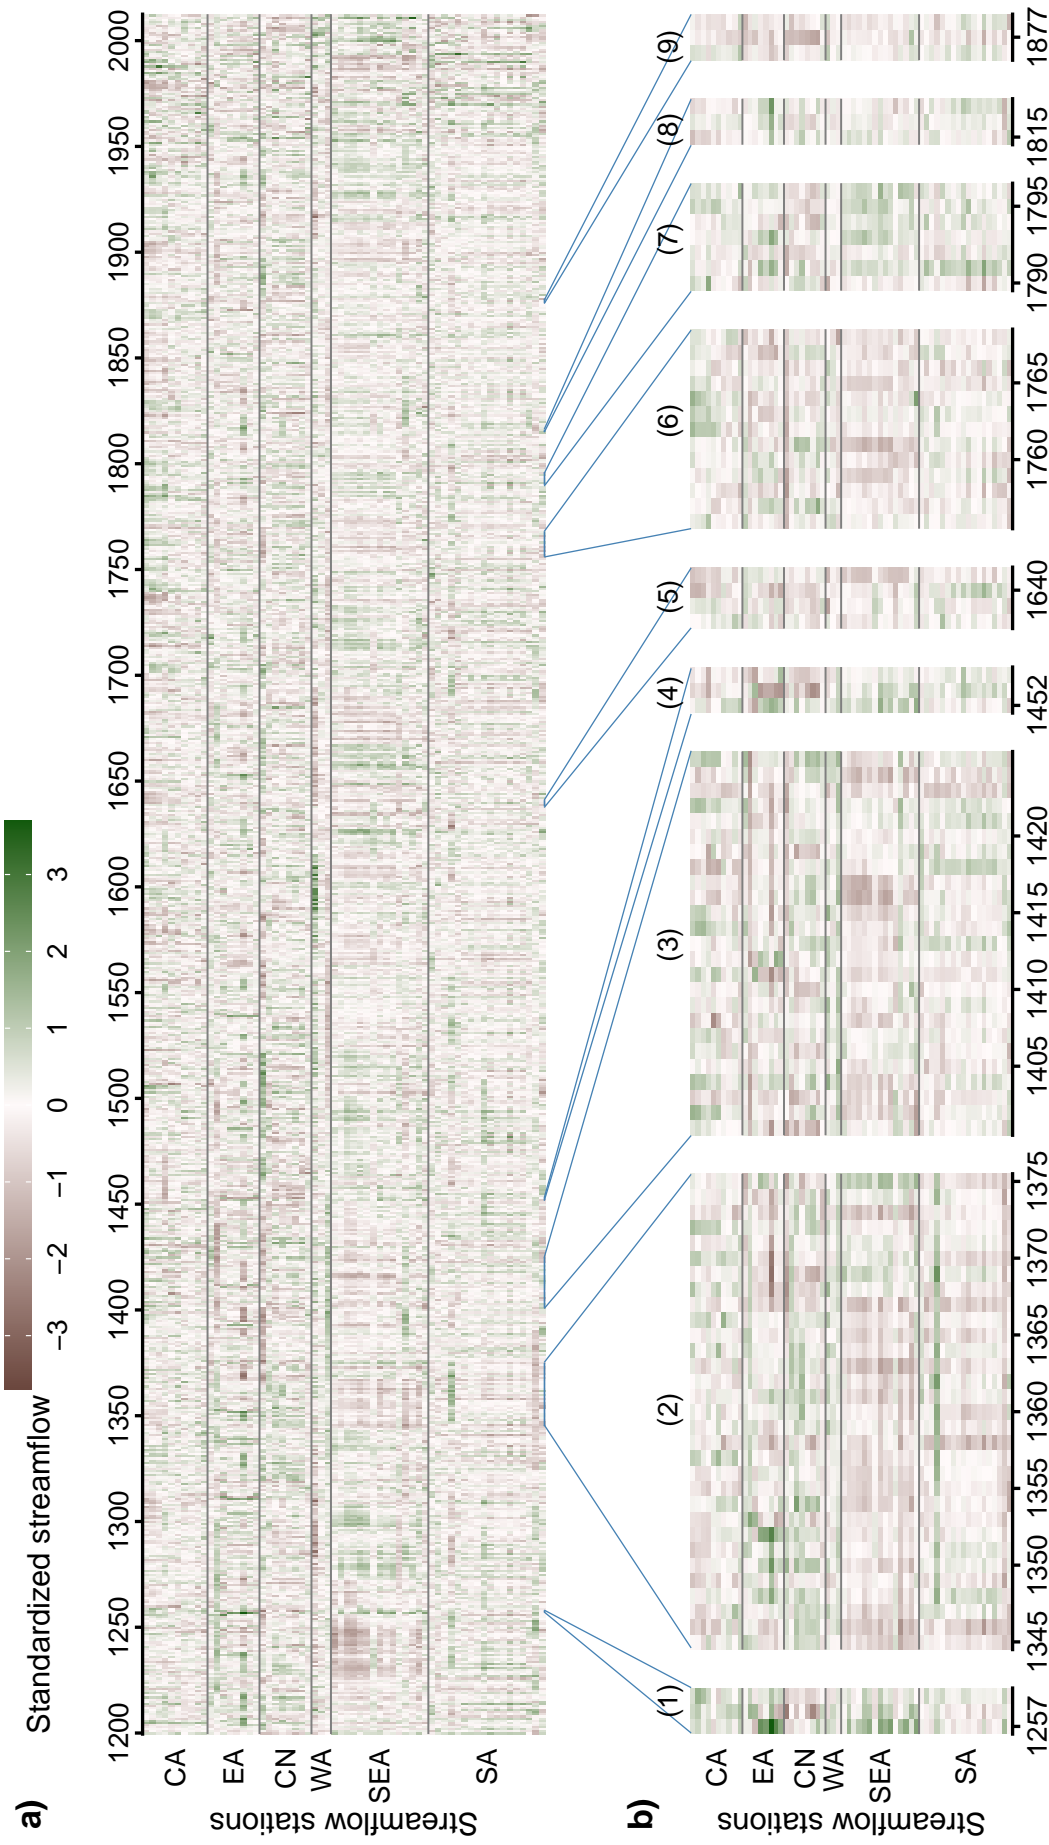 a)
Standardized streamflow
−3 −2 −1 0 1 2 3
1200 1250 1300 1350 1400 1450 1500 1550 1600 1650 1700 1750 1800 1850 1900 1950 2000
Streamflow stations
CA
EA
CN
WA
SEA
SA
b)
(1) (2) (3) (4) (5) (6) (7) (8) (9)
Streamflow stations
CA
EA
CN
WA
SEA
SA
1257 1345 1350 1355 1360 1365 1370 1375 1405 1410 1415 1420 1452 1640 1760 1765 1790 1795 1815 1877